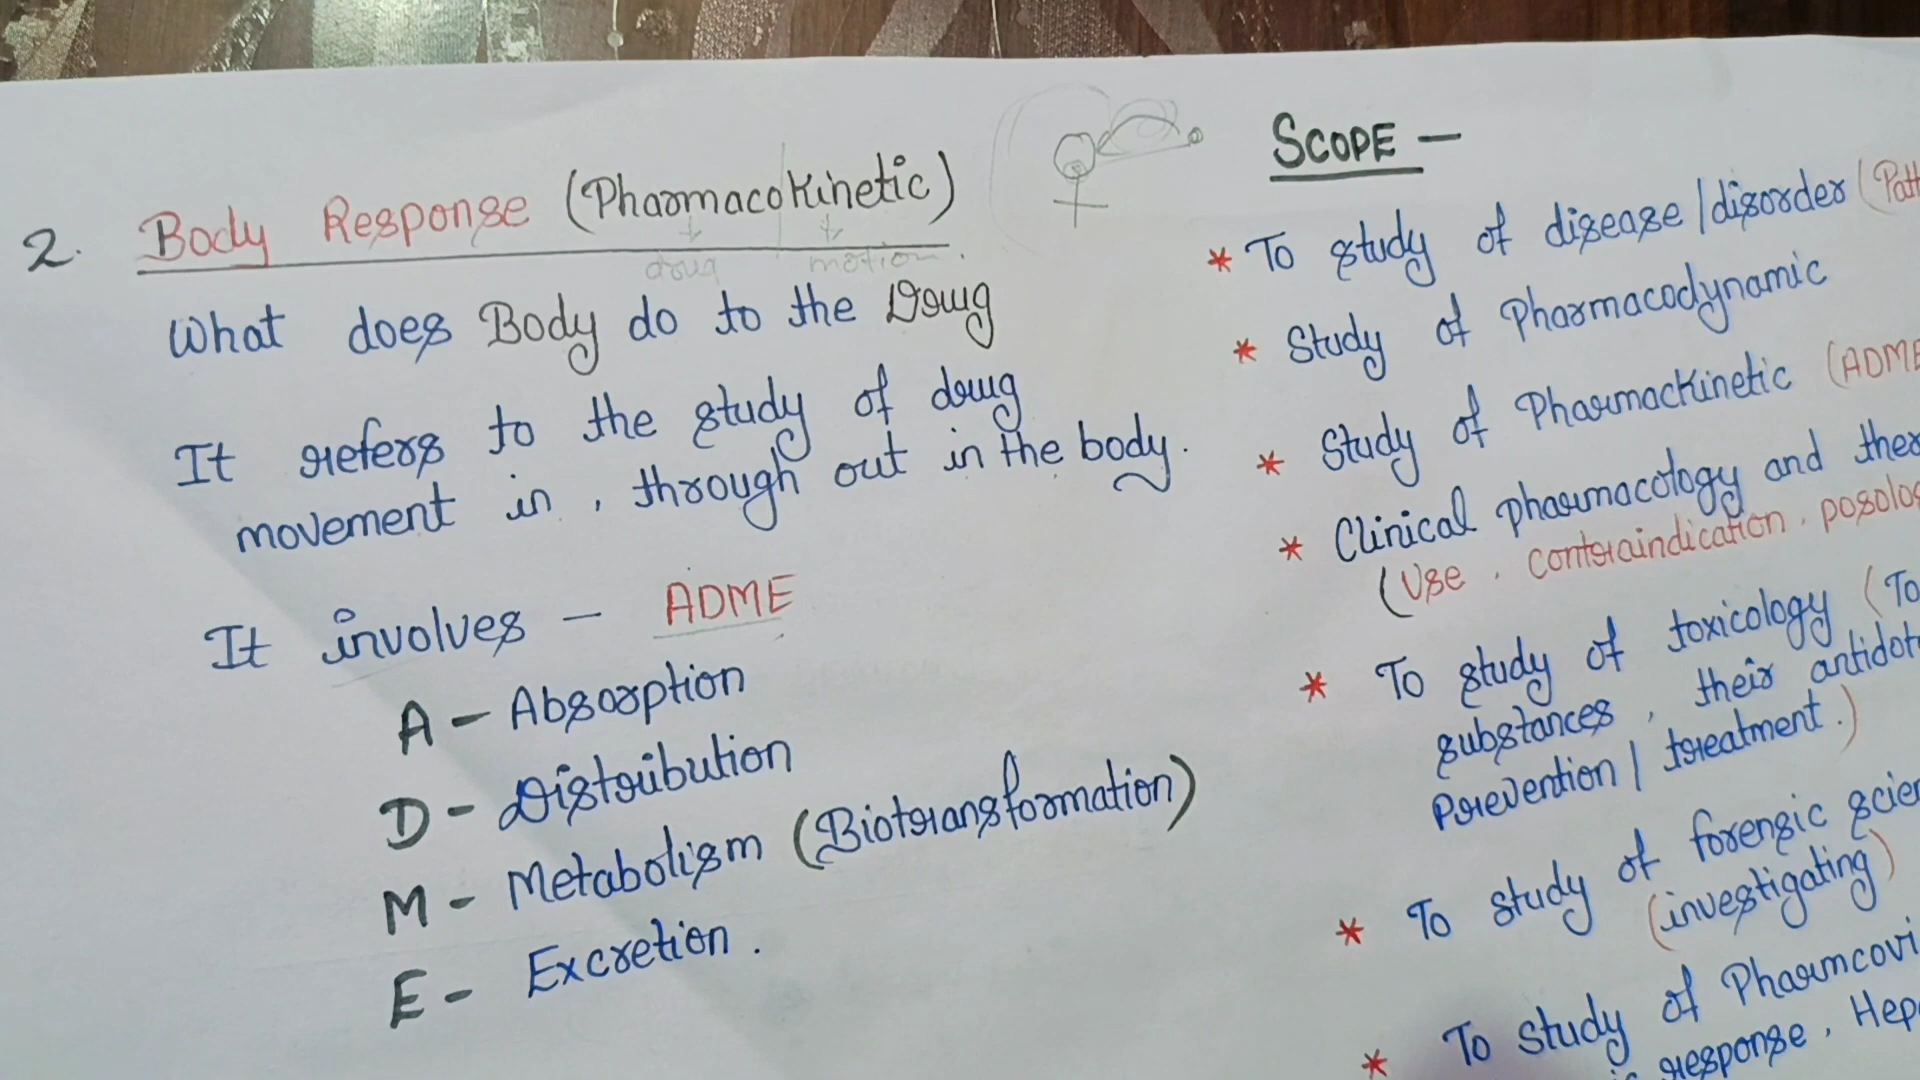 2. Body Response (Pharmacokinetic)
drug motion.
What does Body do to the Drug
It refers to the study of drug
movement in, through out in the body.
It involves - ADME
A - Absorption
D - Distribution
M - Metabolism (Biotransformation)
E - Excretion.
SCOPE -
* To study of disease/disorder (Path
* Study of Pharmacodynamic
* Study of Pharmackinetic (ADME
* Clinical pharmacology and ther
(Use, contraindication, posolog
* To study of toxicology (To
substances, their antidot
Prevention/treatment.)
* To study of forensic scien
(investigating)
* To study of Pharmcovi
response, Hep